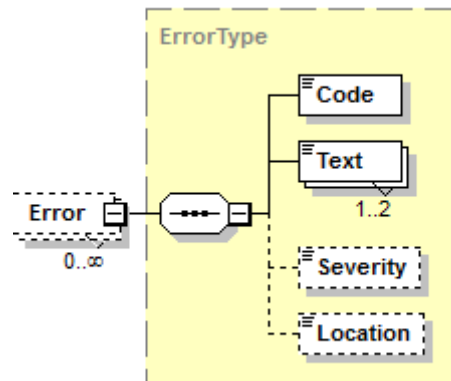 ErrorType
Code
Text
1..2
Error
0..∞
Severity
Location